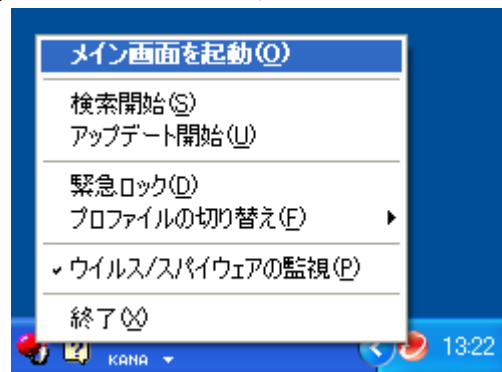 メイン画面を起動(O)
検索開始(S)
アップデート開始(U)
緊急ロック(D)
プロファイルの切り替え(F)
ウイルス/スパイウェアの監視(P)
終了(X)
KANA
13:22